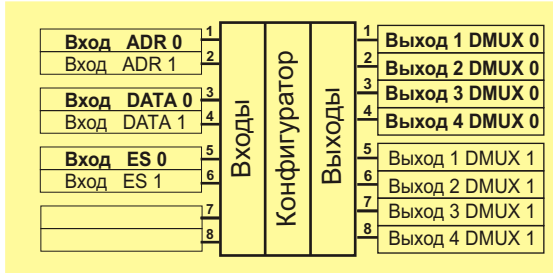 Вход ADR 0 1
Вход ADR 1 2
Вход DATA 0 3
Вход DATA 1 4
Вход ES 0 5
Вход ES 1 6
7
8
Входы
Конфигуратор
Выходы
1 Выход 1 DMUX 0
2 Выход 2 DMUX 0
3 Выход 3 DMUX 0
4 Выход 4 DMUX 0
5 Выход 1 DMUX 1
6 Выход 2 DMUX 1
7 Выход 3 DMUX 1
8 Выход 4 DMUX 1